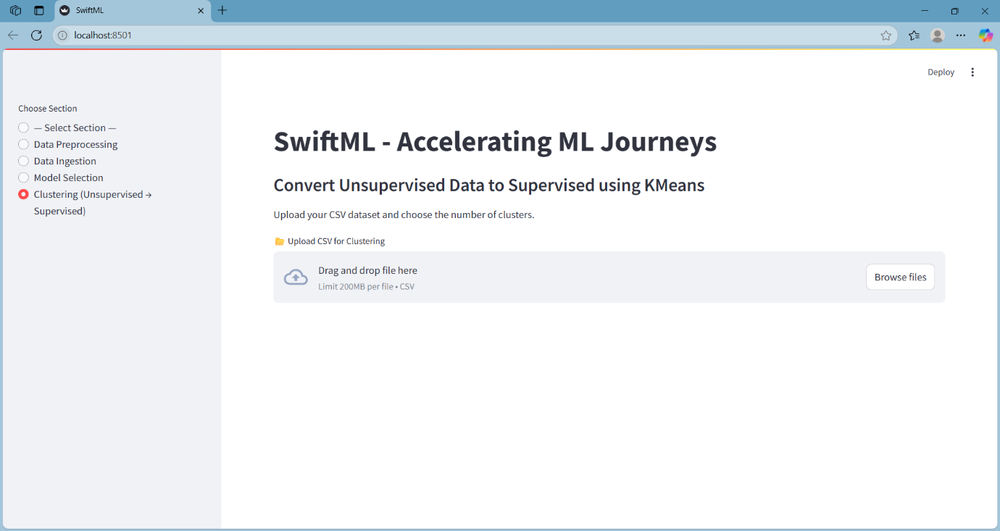 SwiftML
localhost:8501
Deploy
Choose Section
— Select Section —
Data Preprocessing
Data Ingestion
Model Selection
Clustering (Unsupervised →
Supervised)
SwiftML - Accelerating ML Journeys
Convert Unsupervised Data to Supervised using KMeans
Upload your CSV dataset and choose the number of clusters.
📂 Upload CSV for Clustering
Drag and drop file here
Limit 200MB per file • CSV
Browse files